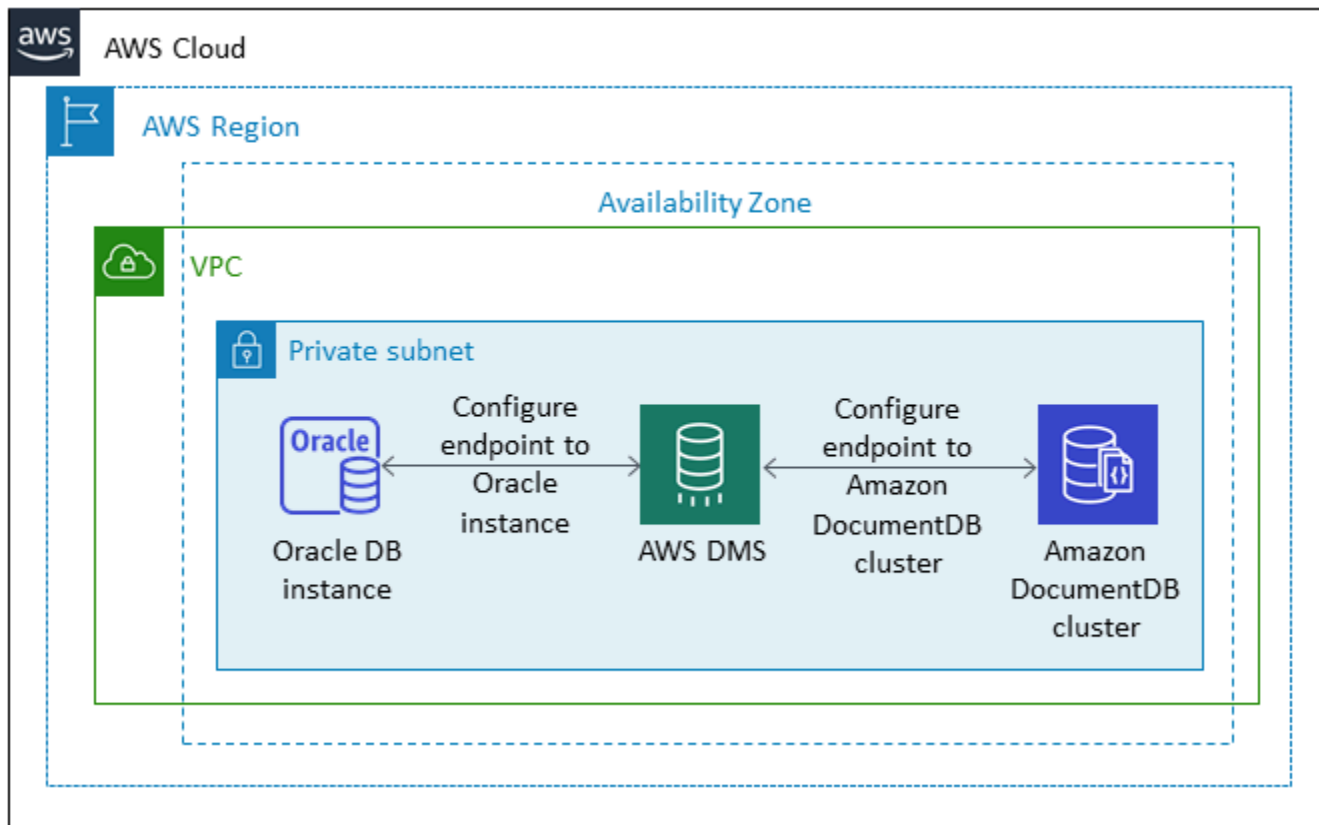 aws
AWS Cloud
AWS Region
Availability Zone
VPC
Private subnet
Oracle
Oracle DB
instance
Configure
endpoint to
Oracle
instance
AWS DMS
Configure
endpoint to
Amazon
DocumentDB
cluster
{}
Amazon
DocumentDB
cluster